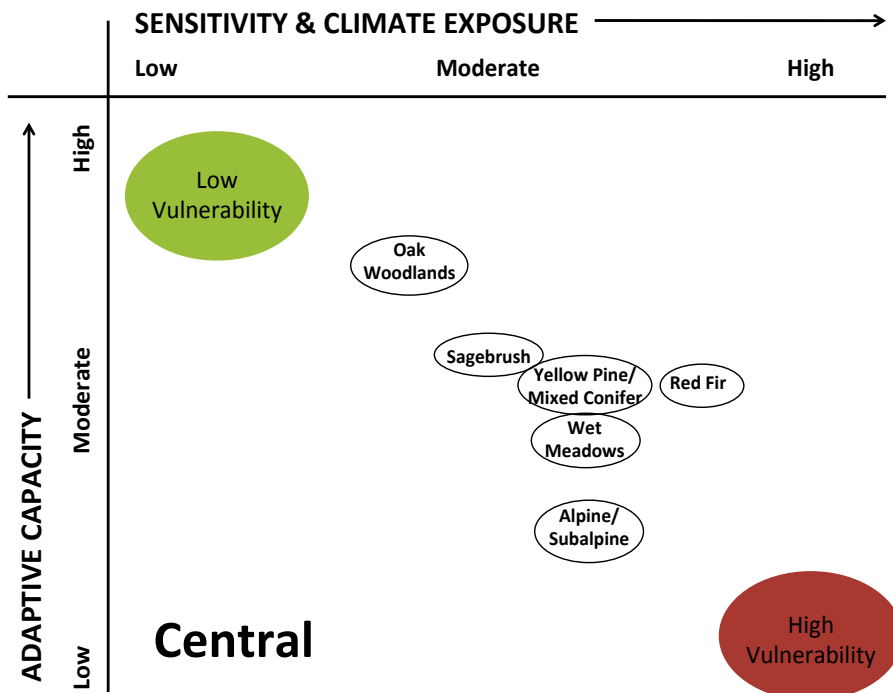 SENSITIVITY & CLIMATE EXPOSURE
Low
Moderate
High
ADAPTIVE CAPACITY
High
Moderate
Low
Low
Vulnerability
Oak
Woodlands
Sagebrush
Yellow Pine/
Mixed Conifer
Red Fir
Wet
Meadows
Alpine/
Subalpine
Central
High
Vulnerability